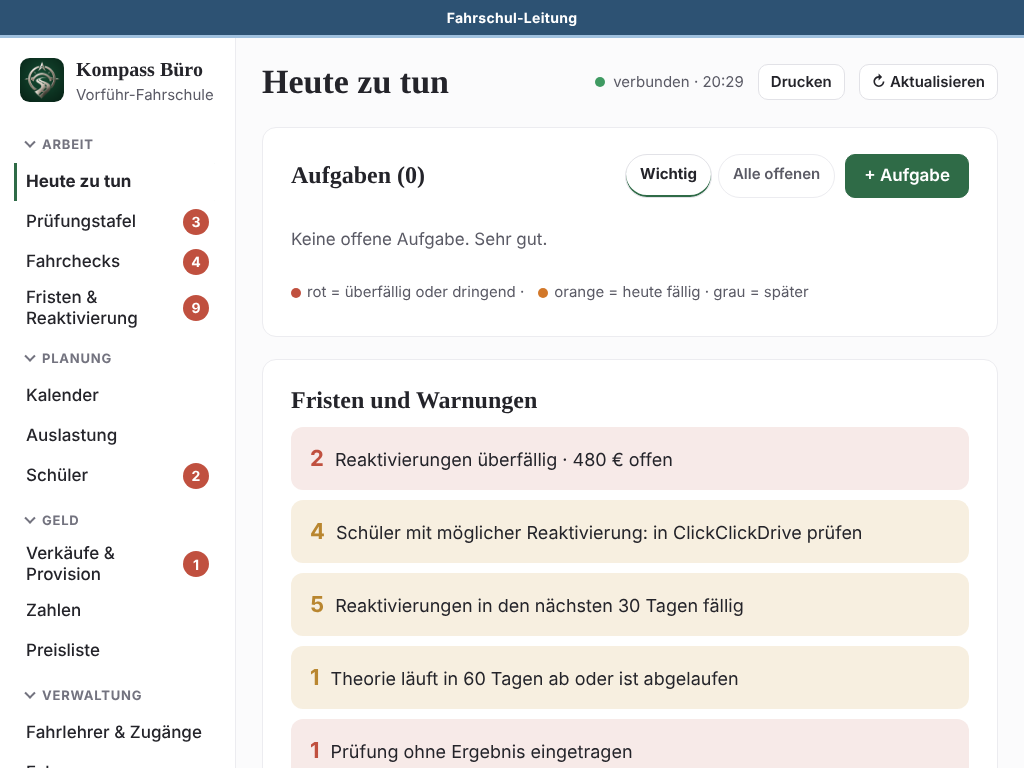 Fahrschul-Leitung
Kompass Büro
Vorführ-Fahrschule
ARBEIT
Heute zu tun
Prüfungstafel 3
Fahrchecks 4
Fristen &
Reaktivierung 9
PLANUNG
Kalender
Auslastung
Schüler 2
GELD
Verkäufe &
Provision 1
Zahlen
Preisliste
VERWALTUNG
Fahrlehrer & Zugänge
Heute zu tun
verbunden · 20:29
Drucken
↻ Aktualisieren
Aufgaben (0)
Wichtig
Alle offenen
+ Aufgabe
Keine offene Aufgabe. Sehr gut.
rot = überfällig oder dringend · orange = heute fällig · grau = später
Fristen und Warnungen
2 Reaktivierungen überfällig · 480 € offen
4 Schüler mit möglicher Reaktivierung: in ClickClickDrive prüfen
5 Reaktivierungen in den nächsten 30 Tagen fällig
1 Theorie läuft in 60 Tagen ab oder ist abgelaufen
1 Prüfung ohne Ergebnis eingetragen